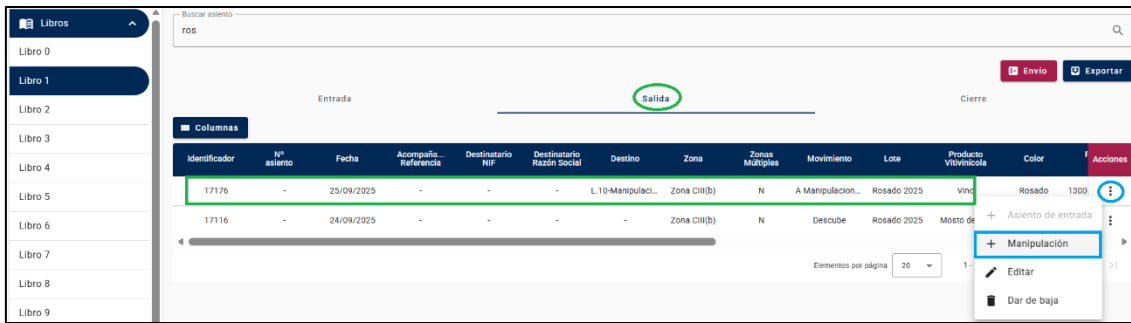 Libros
Libro 0
Libro 1
Libro 2
Libro 3
Libro 4
Libro 5
Libro 6
Libro 7
Libro 8
Libro 9
Buscar asiento
ros
Envío Exportar
Entrada Salida Cierre
Columnas
Identificador Nº asiento Fecha Acompaña... Referencia Destinatario NIF Destinatario Razón Social Destino Zona Zonas Múltiples Movimiento Lote Producto Vitivinícola Color Acciones
17176 - 25/09/2025 - - - L.10-Manipulaci... Zona CIII(b) N A Manipulacion... Rosado 2025 Vino Rosado 1300
17116 - 24/09/2025 - - - - Zona CIII(b) N Descube Rosado 2025 Mosto de
+ Asiento de entrada
+ Manipulación
Editar
Dar de baja
Elementos por página 20 1 -